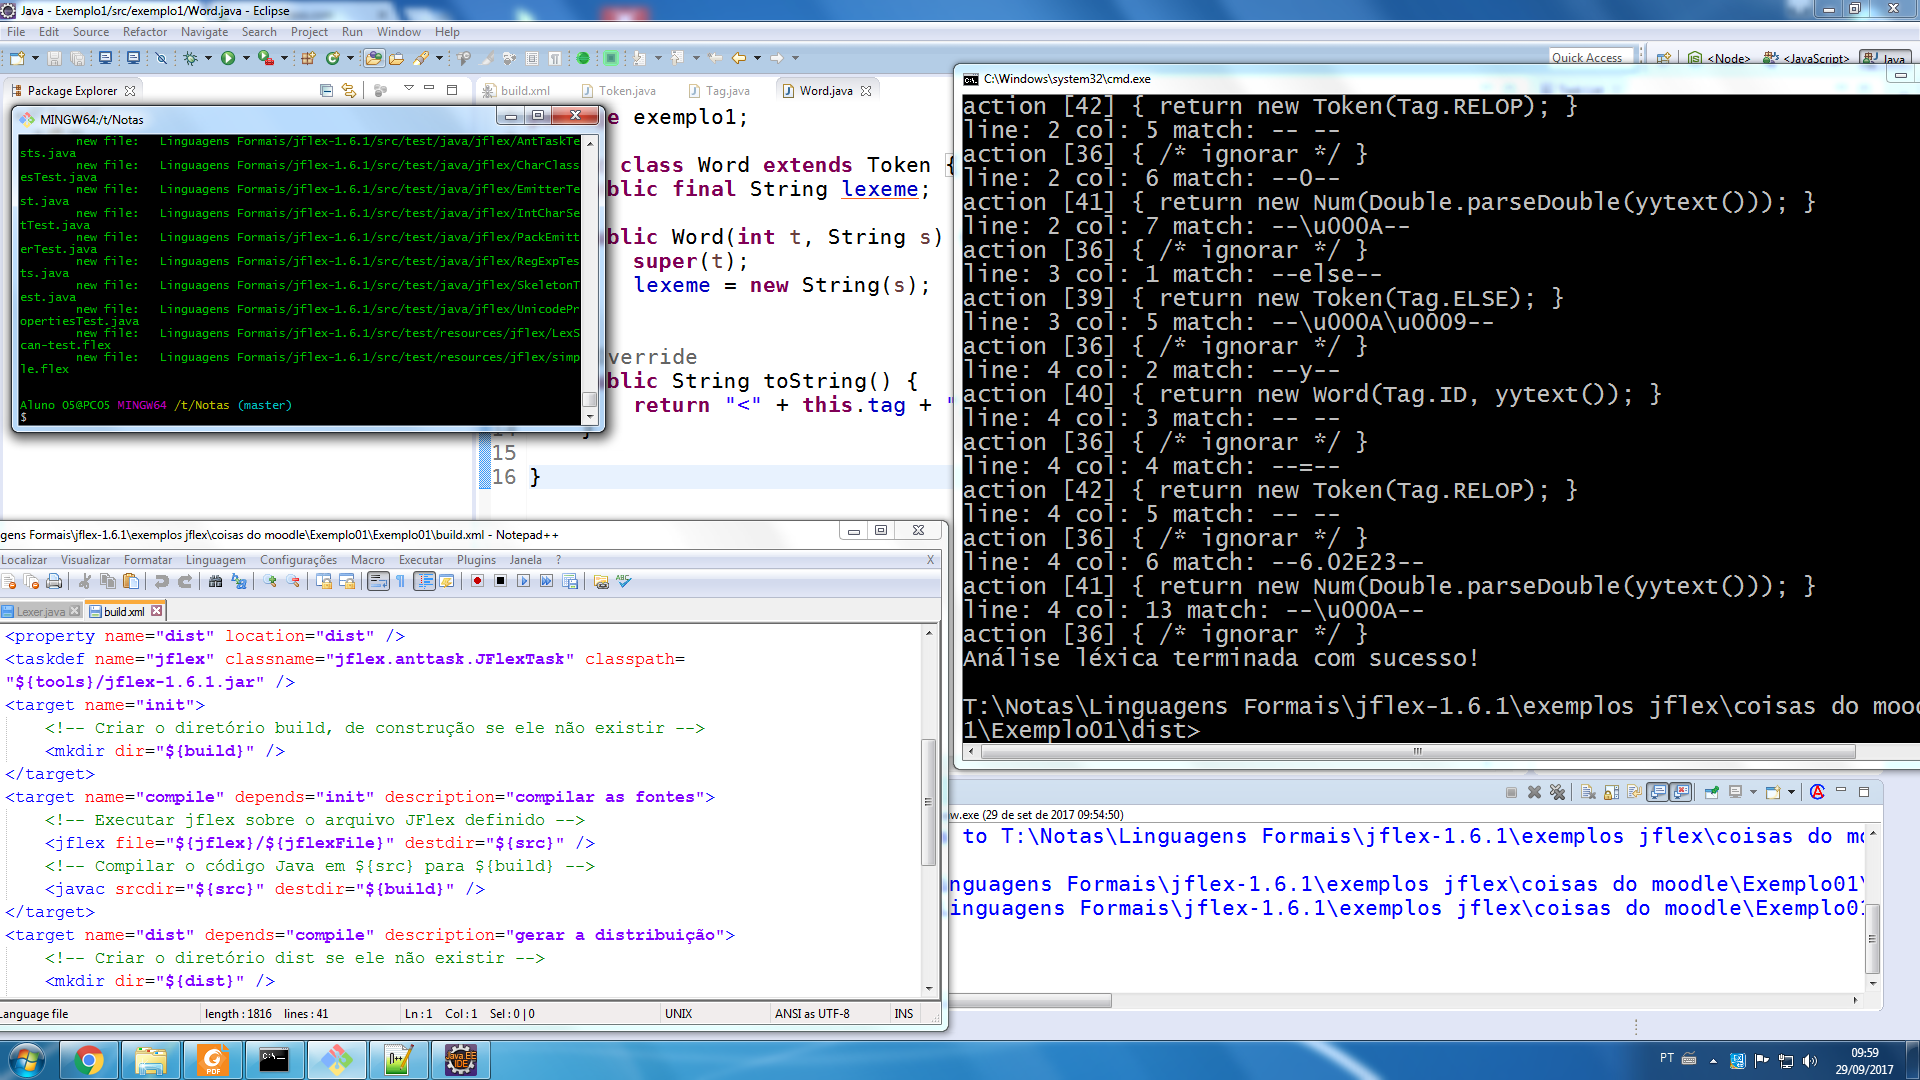 Java - Exemplo1/src/exemplo1/Word.java - Eclipse
File Edit Source Refactor Navigate Search Project Run Window Help
Quick Access
<Node> <JavaScript> Java
Package Explorer
build.xml Token.java Tag.java Word.java
MINGW64:/t/Notas
new file: Linguagens Formais/jflex-1.6.1/src/test/java/jflex/AntTaskTe
sts.java
new file: Linguagens Formais/jflex-1.6.1/src/test/java/jflex/CharClass
esTest.java
new file: Linguagens Formais/jflex-1.6.1/src/test/java/jflex/EmitterTe
st.java
new file: Linguagens Formais/jflex-1.6.1/src/test/java/jflex/IntCharSe
tTest.java
new file: Linguagens Formais/jflex-1.6.1/src/test/java/jflex/PackEmitt
erTest.java
new file: Linguagens Formais/jflex-1.6.1/src/test/java/jflex/RegExpTes
ts.java
new file: Linguagens Formais/jflex-1.6.1/src/test/java/jflex/SkeletonT
est.java
new file: Linguagens Formais/jflex-1.6.1/src/test/java/jflex/UnicodePr
opertiesTest.java
new file: Linguagens Formais/jflex-1.6.1/src/test/resources/jflex/LexS
can-test.flex
new file: Linguagens Formais/jflex-1.6.1/src/test/resources/jflex/simp
le.flex
Aluno 05@PC05 MINGW64 /t/Notas (master)
$
e exemplo1;
class Word extends Token {
blic final String lexeme;
blic Word(int t, String s)
super(t);
lexeme = new String(s);
verride
blic String toString() {
return "<" + this.tag + "
15
16 }
C:\Windows\system32\cmd.exe
action [42] { return new Token(Tag.RELOP); }
line: 2 col: 5 match: -- --
action [36] { /* ignorar */ }
line: 2 col: 6 match: --0--
action [41] { return new Num(Double.parseDouble(yytext())); }
line: 2 col: 7 match: --\u000A--
action [36] { /* ignorar */ }
line: 3 col: 1 match: --else--
action [39] { return new Token(Tag.ELSE); }
line: 3 col: 5 match: --\u000A\u0009--
action [36] { /* ignorar */ }
line: 4 col: 2 match: --y--
action [40] { return new Word(Tag.ID, yytext()); }
line: 4 col: 3 match: -- --
action [36] { /* ignorar */ }
line: 4 col: 4 match: --=--
action [42] { return new Token(Tag.RELOP); }
line: 4 col: 5 match: -- --
action [36] { /* ignorar */ }
line: 4 col: 6 match: --6.02E23--
action [41] { return new Num(Double.parseDouble(yytext())); }
line: 4 col: 13 match: --\u000A--
action [36] { /* ignorar */ }
Análise léxica terminada com sucesso!
T:\Notas\Linguagens Formais\jflex-1.6.1\exemplos jflex\coisas do mood
1\Exemplo01\dist>
gens Formais\jflex-1.6.1\exemplos jflex\coisas do moodle\Exemplo01\Exemplo01\build.xml - Notepad++
Localizar Visualizar Formatar Linguagem Configurações Macro Executar Plugins Janela ? X
Lexer.java build.xml
<property name="dist" location="dist" />
<taskdef name="jflex" classname="jflex.anttask.JFlexTask" classpath=
"${tools}/jflex-1.6.1.jar" />
<target name="init">
<!-- Criar o diretório build, de construção se ele não existir -->
<mkdir dir="${build}" />
</target>
<target name="compile" depends="init" description="compilar as fontes">
<!-- Executar jflex sobre o arquivo JFlex definido -->
<jflex file="${jflex}/${jflexFile}" destdir="${src}" />
<!-- Compilar o código Java em ${src} para ${build} -->
<javac srcdir="${src}" destdir="${build}" />
</target>
<target name="dist" depends="compile" description="gerar a distribuição">
<!-- Criar o diretório dist se ele não existir -->
<mkdir dir="${dist}" />
Language file length : 1816 lines : 41 Ln : 1 Col : 1 Sel : 0 | 0 UNIX ANSI as UTF-8 INS
w.exe (29 de set de 2017 09:54:50)
to T:\Notas\Linguagens Formais\jflex-1.6.1\exemplos jflex\coisas do mo
nguagens Formais\jflex-1.6.1\exemplos jflex\coisas do moodle\Exemplo01\
inguagens Formais\jflex-1.6.1\exemplos jflex\coisas do moodle\Exemplo01
PDF
Java EE
IDE
PT
09:59
29/09/2017